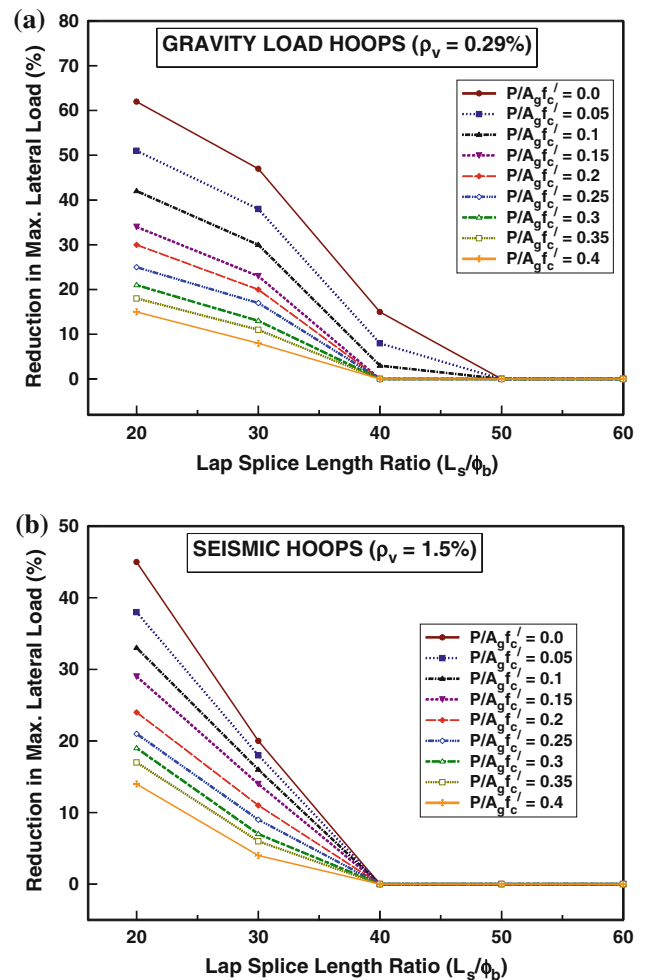 (a)
GRAVITY LOAD HOOPS (ρv = 0.29%)
Reduction in Max. Lateral Load (%)
80
70
60
50
40
30
20
10
0
P/Agfc′ = 0.0
P/Agfc′ = 0.05
P/Agfc′ = 0.1
P/Agfc′ = 0.15
P/Agfc′ = 0.2
P/Agfc′ = 0.25
P/Agfc′ = 0.3
P/Agfc′ = 0.35
P/Agfc′ = 0.4
20 30 40 50 60
Lap Splice Length Ratio (Ls/ϕb)
(b)
SEISMIC HOOPS (ρv = 1.5%)
Reduction in Max. Lateral Load (%)
50
40
30
20
10
0
P/Agfc′ = 0.0
P/Agfc′ = 0.05
P/Agfc′ = 0.1
P/Agfc′ = 0.15
P/Agfc′ = 0.2
P/Agfc′ = 0.25
P/Agfc′ = 0.3
P/Agfc′ = 0.35
P/Agfc′ = 0.4
20 30 40 50 60
Lap Splice Length Ratio (Ls/ϕb)